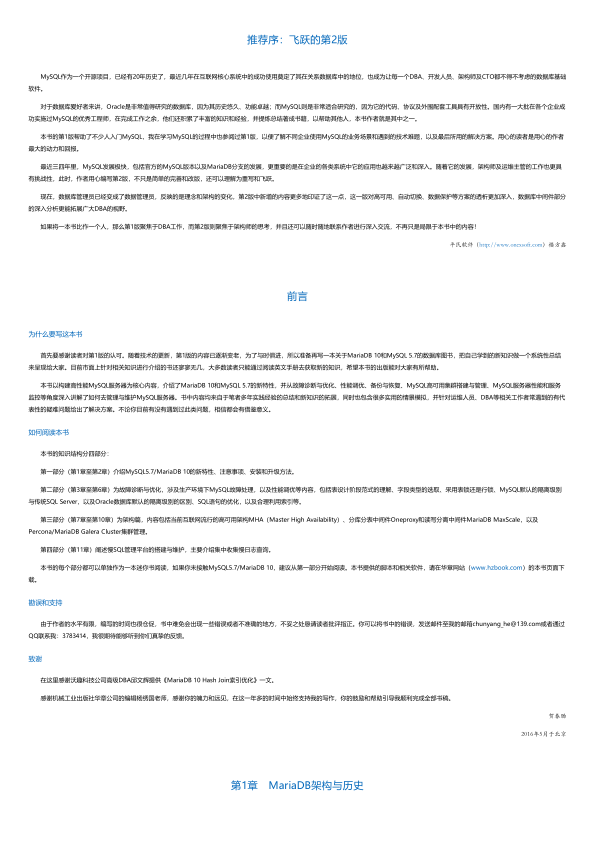 推荐序：飞跃的第2版
MySQL作为一个开源项目，已经有20年历史了，最近几年在互联网核心系统中的成功使用奠定了其在关系数据库中的地位，也成为让每一个DBA、开发人员、架构师及CTO都不得不考虑的数据库基础
软件。
对于数据库爱好者来讲，Oracle是非常值得研究的数据库，因为其历史悠久、功能卓越；而MySQL则是非常适合研究的，因为它的代码、协议及外围配套工具具有开放性。国内有一大批在各个企业成
功实施过MySQL的优秀工程师，在完成工作之余，他们还积累了丰富的知识和经验，并提炼总结着成书籍，以帮助其他人，本书作者就是其中之一。
本书的第1版帮助了不少人入门MySQL，我在学习MySQL的过程中也参阅过第1版，以便了解不同企业使用MySQL的业务场景和遇到的技术难题，以及最后所用的解决方案。用心的读者是用心的作者
最大的动力和回报。
最近三四年里，MySQL发展极快，包括官方的MySQL版本以及MariaDB分支的发展，更重要的是在企业的各类系统中它的应用也越来越广泛和深入。随着它的发展，架构师及运维主管的工作也更具
有挑战性，此时，作者用心编写第2版，不只是简单的完善和改版，还可以理解为重写和飞跃。
现在，数据库管理员已经变成了数据管理员，反映的是理念和架构的变化，第2版中新增的内容更多地印证了这一点，这一版对高可用、自动切换、数据保护等方案的透析更加深入，数据库中间件部分
的深入分析更能拓展广大DBA的视野。
如果将一本书比作一个人，那么第1版聚焦于DBA工作，而第2版则聚焦于架构师的思考，并且还可以随时随地联系作者进行深入交流，不再只是局限于本书中的内容！
平民软件（http://www.onexsoft.com）楼方鑫
前言
为什么要写这本书
首先要感谢读者对第1版的认可。随着技术的更新，第1版的内容已逐渐变老，为了与时俱进，所以准备再写一本关于MariaDB 10和MySQL 5.7的数据库图书，把自己学到的新知识做一个系统性总结
来呈现给大家。目前市面上针对相关知识进行介绍的书还寥寥无几，大多数读者只能通过阅读英文手册去获取新的知识，希望本书的出版能对大家有所帮助。
本书以构建高性能MySQL服务器为核心内容，介绍了MariaDB 10和MySQL 5.7的新特性，并从故障诊断与优化、性能调优、备份与恢复、MySQL高可用集群搭建与管理、MySQL服务器性能和服务
监控等角度深入讲解了如何去管理与维护MySQL服务器。书中内容均来自于笔者多年实践经验的总结和新知识的拓展，同时也包含很多实用的情景模拟，并针对运维人员、DBA等相关工作者常遇到的有代
表性的疑难问题给出了解决方案。不论你目前有没有遇到过此类问题，相信都会有借鉴意义。
如何阅读本书
本书的知识结构分四部分：
第一部分（第1章至第2章）介绍MySQL5.7/MariaDB 10的新特性、注意事项、安装和升级方法。
第二部分（第3章至第6章）为故障诊断与优化，涉及生产环境下MySQL故障处理，以及性能调优等内容，包括表设计阶段范式的理解、字段类型的选取、采用表锁还是行锁、MySQL默认的隔离级别
与传统SQL Server，以及Oracle数据库默认的隔离级别的区别，SQL语句的优化，以及合理利用索引等。
第三部分（第7章至第10章）为架构篇，内容包括当前互联网流行的高可用架构MHA（Master High Availability）、分库分表中间件Oneproxy和读写分离中间件MariaDB MaxScale，以及
Percona/MariaDB Galera Cluster集群管理。
第四部分（第11章）阐述慢SQL管理平台的搭建与维护，主要介绍集中收集慢日志查询。
本书的每个部分都可以单独作为一本迷你书阅读，如果你未接触MySQL5.7/MariaDB 10，建议从第一部分开始阅读。本书提供的脚本和相关软件，请在华章网站（www.hzbook.com）的本书页面下
载。
勘误和支持
由于作者的水平有限，编写的时间也很仓促，书中难免会出现一些错误或者不准确的地方，不妥之处恳请读者批评指正。你可以将书中的错误，发送邮件至我的邮箱chunyang_he@139.com或者通过
QQ联系我：3783414，我很期待能够听到你们真挚的反馈。
致谢
在这里感谢沃趣科技公司高级DBA邱文辉提供《MariaDB 10 Hash Join索引优化》一文。
感谢机械工业出版社华章公司的编辑杨绣国老师，感谢你的魄力和远见，在这一年多的时间中始终支持我的写作，你的鼓励和帮助引导我顺利完成全部书稿。
贺春旸
2016年5月于北京
第1章 MariaDB架构与历史